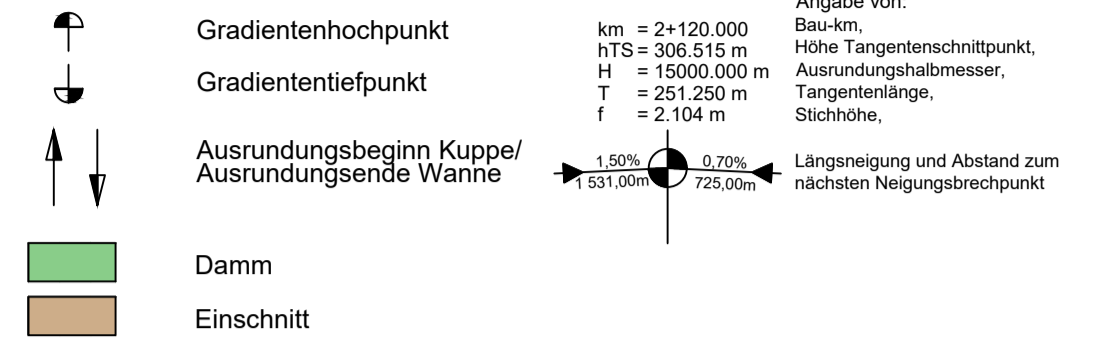 Gradientenhochpunkt
Gradiententiefpunkt
Ausrundungsbeginn Kuppe/
Ausrundungsende Wanne
Damm
Einschnitt
km = 2+120.000
hTS = 306.515 m
H = 15000.000 m
T = 251.250 m
f = 2.104 m
Angabe von:
Bau-km,
Höhe Tangentenschnittpunkt,
Ausrundungshalbmesser,
Tangentenlänge,
Stichhöhe,
1,50%
0,70%
1 531,00m
725,00m
Längsneigung und Abstand zum
nächsten Neigungsbrechpunkt